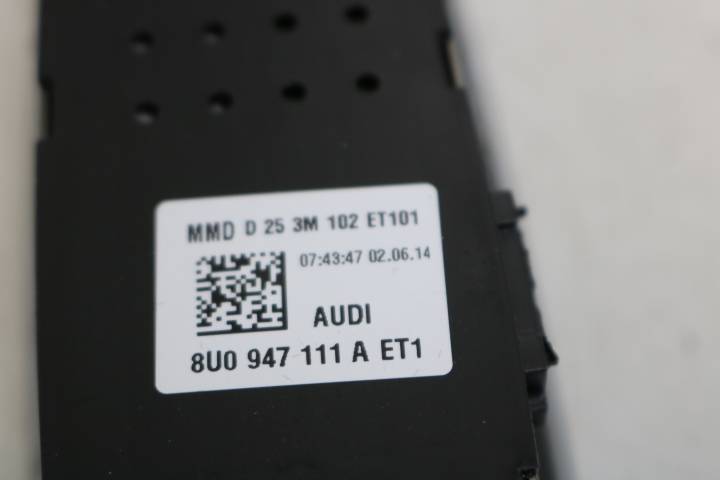 MMD D 25 3M 102 ET101
07:43:47 02.06.14
AUDI
8U0 947 111 A ET1